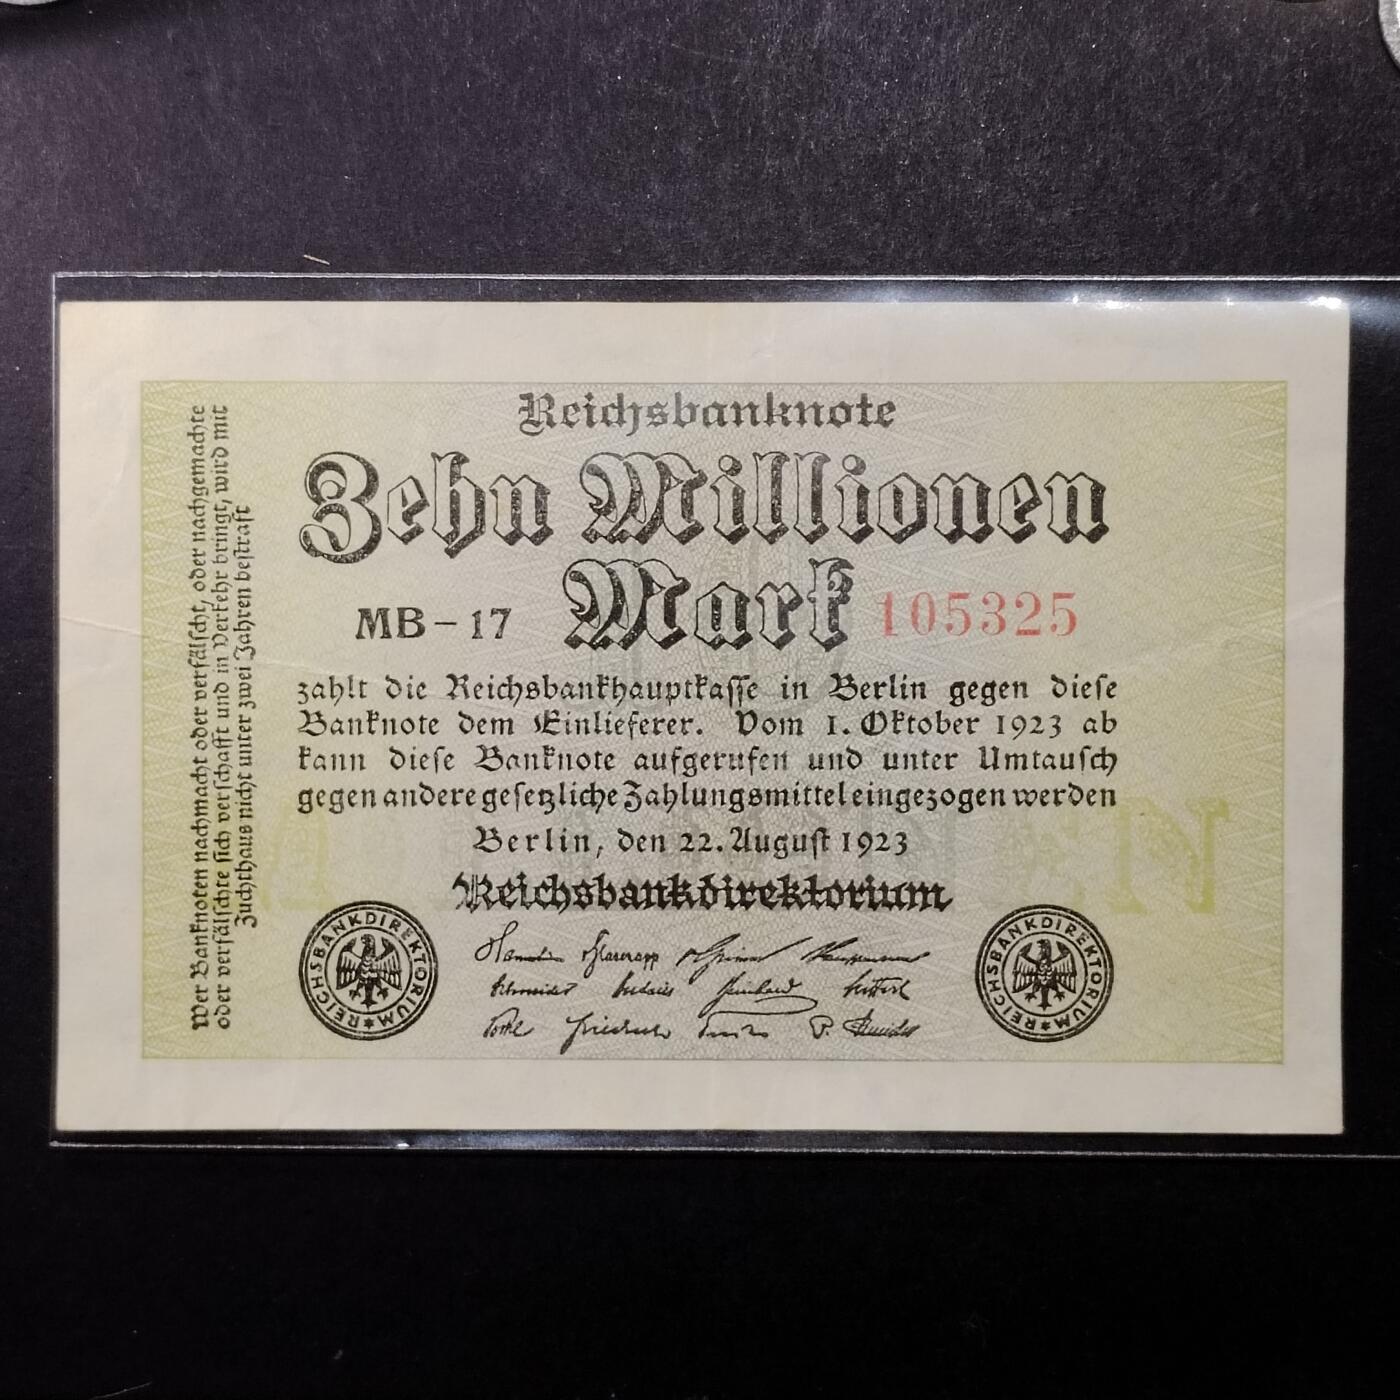 Reichsbanknote
Zehn Millionen
Mark
MB-17
105325
zahlt die Reichsbankhauptkasse in Berlin gegen diese
Banknote dem Einlieferer. Vom 1. Oktober 1923 ab
kann diese Banknote aufgerufen und unter Umtausch
gegen andere gesetzliche Zahlungsmittel eingezogen werden
Berlin, den 22. August 1923
Reichsbankdirektorium
Wer Banknoten nachmacht oder verfälscht, oder nachgemachte
oder verfälschte sich verschafft und in Verkehr bringt, wird mit
Zuchthaus nicht unter zwei Jahren bestraft
REICHSBANKDIREKTORIUM
REICHSBANKDIREKTORIUM